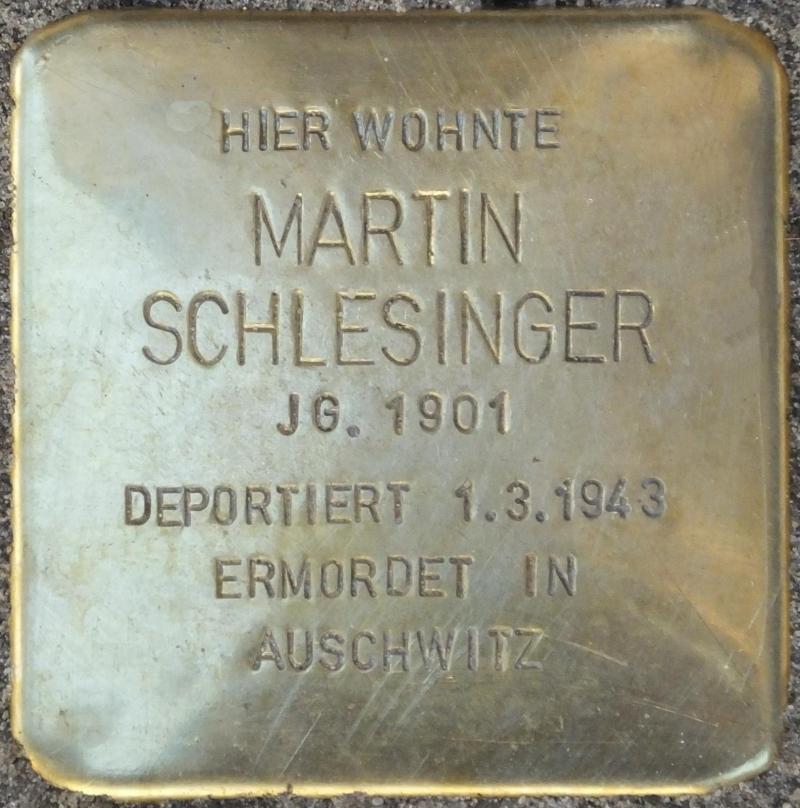 HIER WOHNTE
MARTIN
SCHLESINGER
JG. 1901
DEPORTIERT 1.3.1943
ERMORDET IN
AUSCHWITZ